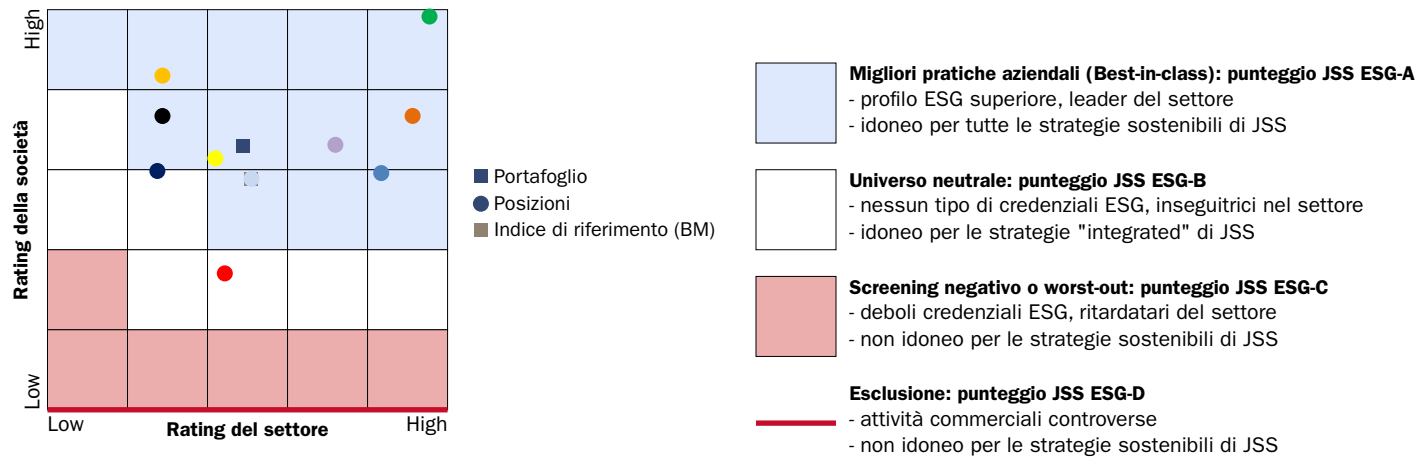 High
Rating della società
Low
Low
Rating del settore
High
Portafoglio
Posizioni
Indice di riferimento (BM)
Migliori pratiche aziendali (Best-in-class): punteggio JSS ESG-A
- profilo ESG superiore, leader del settore
- idoneo per tutte le strategie sostenibili di JSS
Universo neutrale: punteggio JSS ESG-B
- nessun tipo di credenziali ESG, inseguitrici nel settore
- idoneo per le strategie "integrated" di JSS
Screening negativo o worst-out: punteggio JSS ESG-C
- deboli credenziali ESG, ritardatari del settore
- non idoneo per le strategie sostenibili di JSS
Esclusione: punteggio JSS ESG-D
- attività commerciali controverse
- non idoneo per le strategie sostenibili di JSS